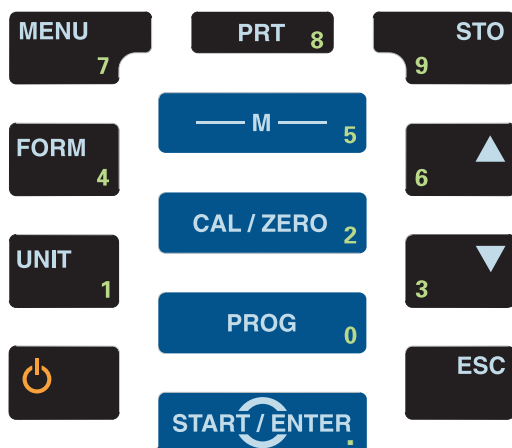 MENU 7
PRT 8
STO 9
M 5
FORM 4
6
CAL / ZERO 2
UNIT 1
3
PROG 0
ESC
START / ENTER .